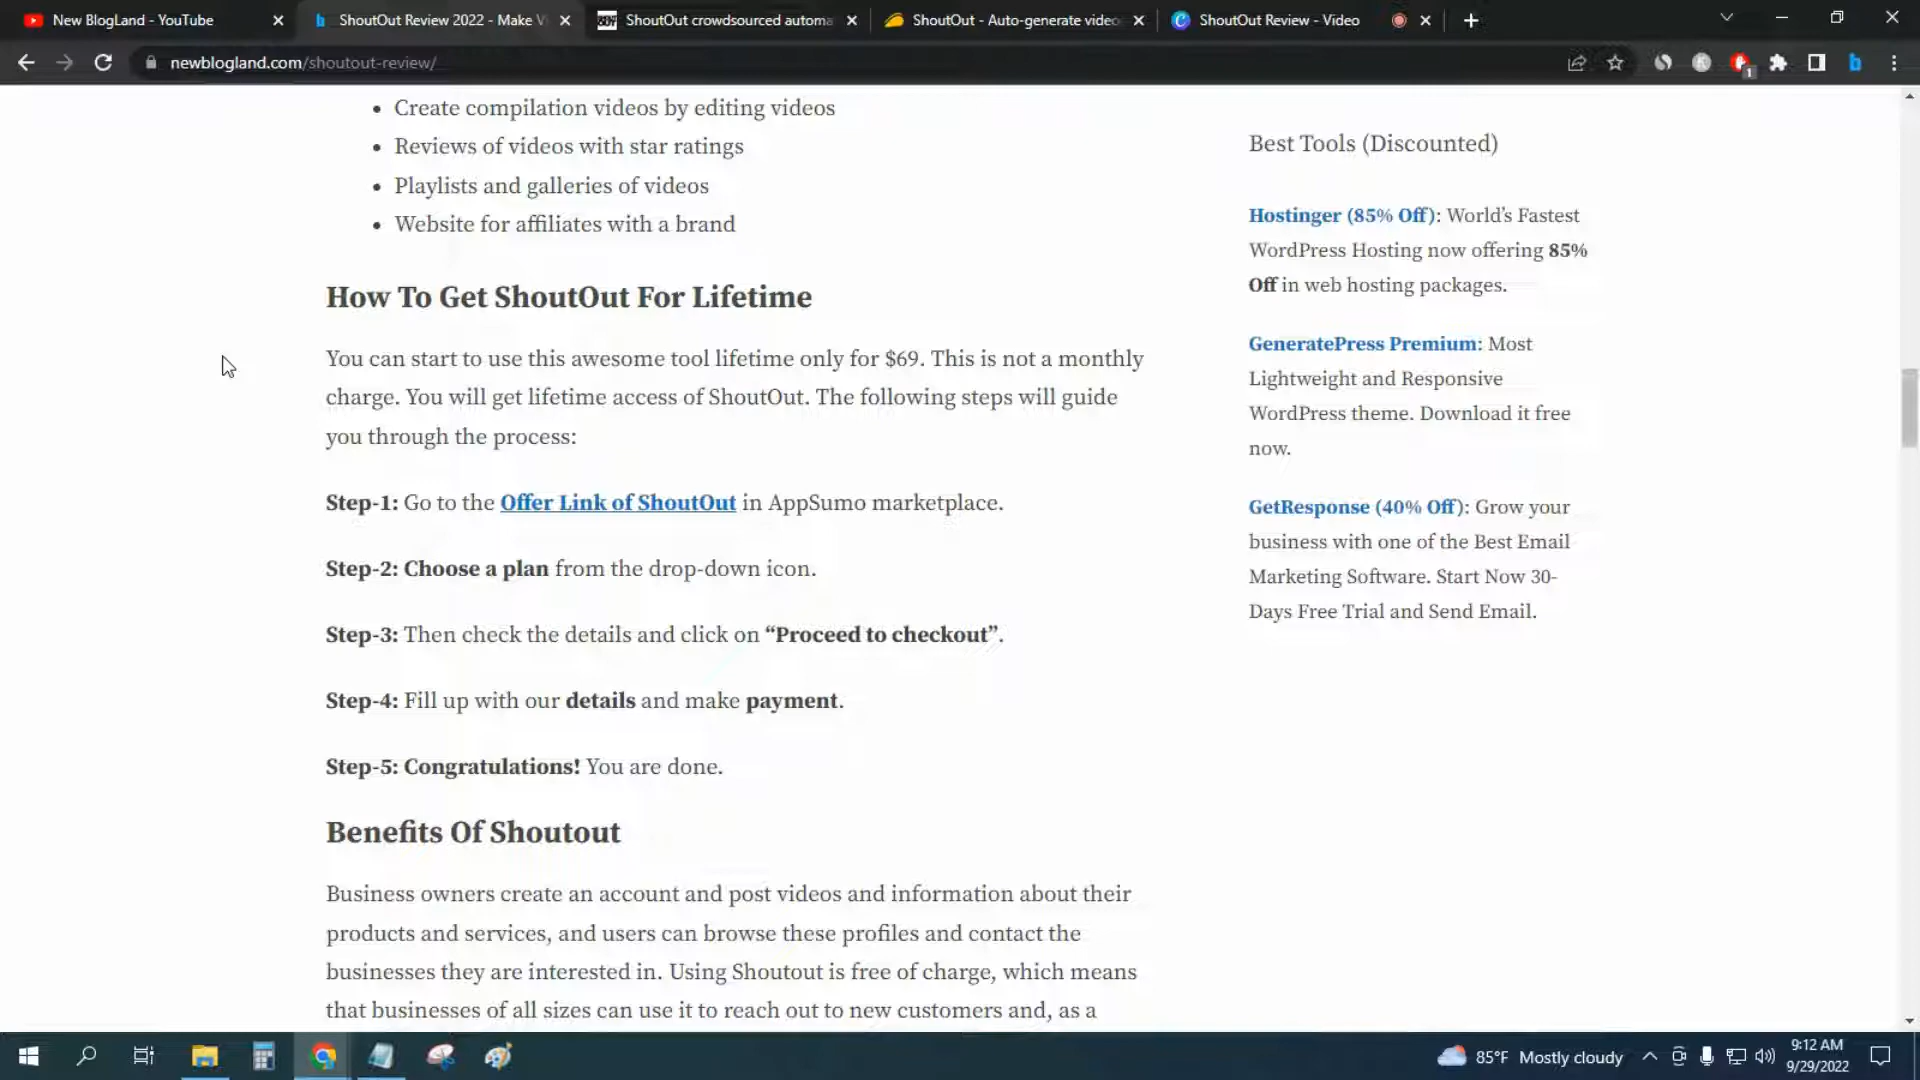 New BlogLand - YouTube
ShoutOut Review 2022 - Make V
ShoutOut crowdsourced automa
ShoutOut - Auto-generate video
ShoutOut Review - Video
newblogland.com/shoutout-review/
1
• Create compilation videos by editing videos
• Reviews of videos with star ratings
• Playlists and galleries of videos
• Website for affiliates with a brand
How To Get ShoutOut For Lifetime
You can start to use this awesome tool lifetime only for $69. This is not a monthly
charge. You will get lifetime access of ShoutOut. The following steps will guide
you through the process:
Step-1: Go to the Offer Link of ShoutOut in AppSumo marketplace.
Step-2: Choose a plan from the drop-down icon.
Step-3: Then check the details and click on “Proceed to checkout”.
Step-4: Fill up with our details and make payment.
Step-5: Congratulations! You are done.
Benefits Of Shoutout
Business owners create an account and post videos and information about their
products and services, and users can browse these profiles and contact the
businesses they are interested in. Using Shoutout is free of charge, which means
that businesses of all sizes can use it to reach out to new customers and, as a
Best Tools (Discounted)
Hostinger (85% Off): World’s Fastest
WordPress Hosting now offering 85%
Off in web hosting packages.
GeneratePress Premium: Most
Lightweight and Responsive
WordPress theme. Download it free
now.
GetResponse (40% Off): Grow your
business with one of the Best Email
Marketing Software. Start Now 30-
Days Free Trial and Send Email.
85°F Mostly cloudy
9:12 AM
9/29/2022